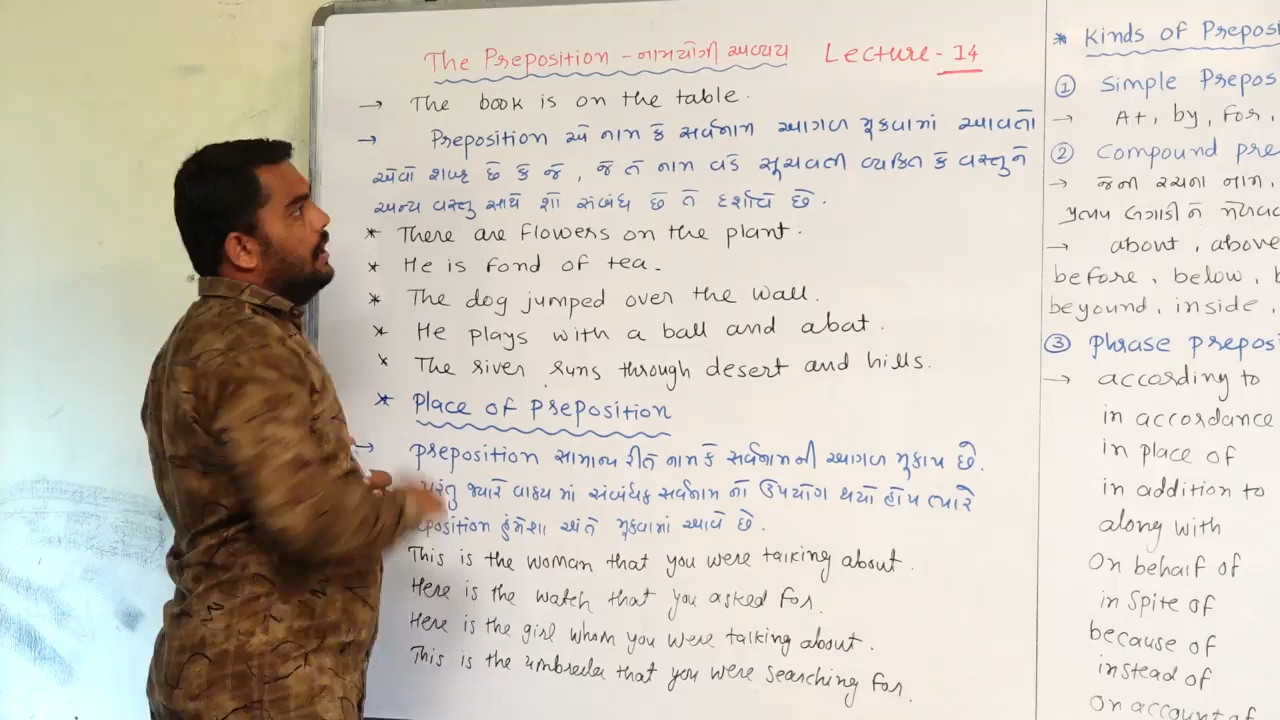 The Preposition - નામયોગી અવ્યય Lecture - 14
→ The book is on the table.
→ Preposition એ નામ કે સર્વનામ આગળ મૂકવામાં આવતો
એવો શબ્દ છે કે જે, જે તે નામ વડે સૂચવતી વ્યક્તિ કે વસ્તુને
અન્ય વસ્તુ સાથે શો સંબંધ છે તે દર્શાવે છે.
* There are flowers on the plant.
* He is fond of tea.
* The dog jumped over the wall.
* He plays with a ball and abat.
* The river runs through desert and hills.
* Place of preposition
→ preposition સામાન્ય રીતે નામ કે સર્વનામની આગળ મૂકાય છે.
પરંતુ જ્યારે વાક્ય માં સંબંધક સર્વનામ નો ઉપયોગ થયો હોય ત્યારે
eposition હંમેશા અંતે મૂકવામાં આવે છે.
This is the woman that you were talking about.
Here is the watch that you asked for.
Here is the girl whom you were talking about.
This is the umbrella that you were searching for.
* Kinds of Preposi
① Simple Prepos
→ At, by, for,
② Compound pre
→ જેની રચના નામ,
about, above
before, below, b
beyound, inside,
③ Phrase preposi
→ according to
in accordance
in place of
in addition to
along with
On behalf of
in Spite of
because of
instead of
on account of